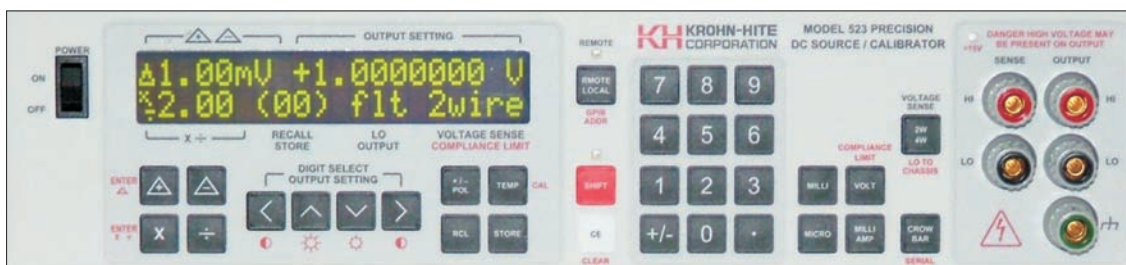 POWER
ON
OFF
OUTPUT SETTING
Δ1.00mV +1.0000000 V
2.00 (00) flt 2wire
X ÷
RECALL
STORE
LO
OUTPUT
VOLTAGE SENSE
COMPLIANCE LIMIT
DIGIT SELECT
OUTPUT SETTING
ENTER
Δ
+
−
ENTER
X ÷
X
÷
+/−
POL
TEMP
CAL
RCL
STORE
REMOTE
RMOTE
LOCAL
GPIB
ADDR
SHIFT
CE
CLEAR
KH KROHN-HITE
CORPORATION
MODEL 523 PRECISION
DC SOURCE / CALIBRATOR
7 8 9
4 5 6
1 2 3
+/- 0 •
COMPLIANCE
LIMIT
MILLI
VOLT
MICRO
MILLI
AMP
VOLTAGE
SENSE
2W
4W
LO TO
CHASSIS
CROW
BAR
SERIAL
DANGER HIGH VOLTAGE MAY
BE PRESENT ON OUTPUT
SENSE
OUTPUT
HI
HI
LO
LO